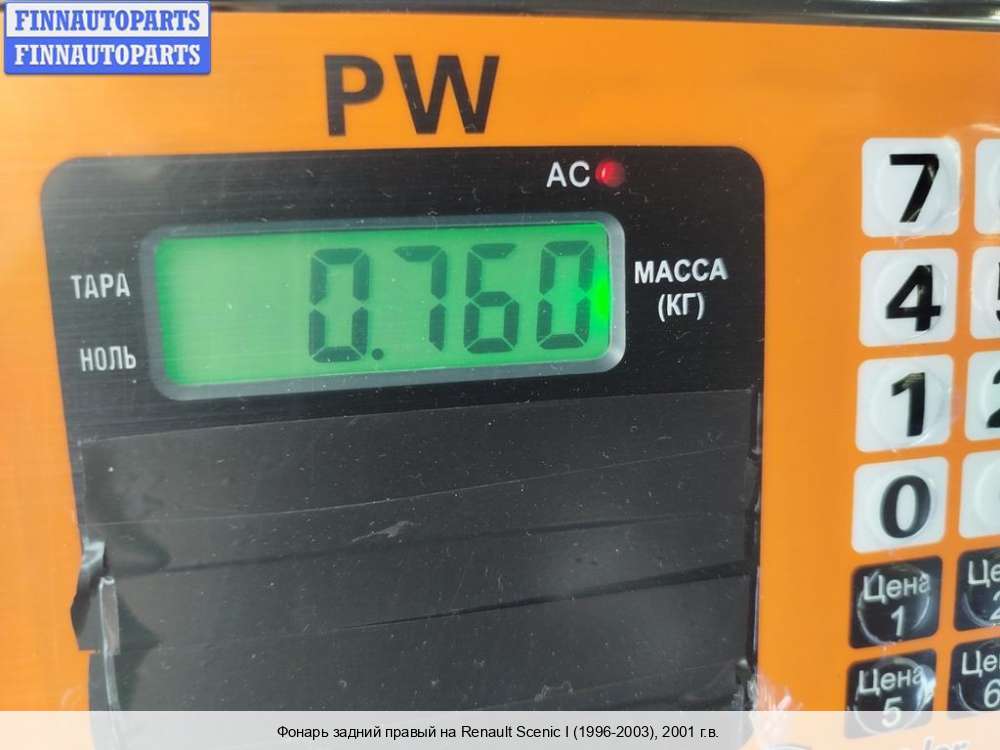 FINNAUTOPARTS
FINNAUTOPARTS
PW
AC
ТАРА
0.760
МАССА
(КГ)
НОЛЬ
7
4
1
0
Цена
1
Цена
5
6
Фонарь задний правый на Renault Scenic I (1996-2003), 2001 г.в.